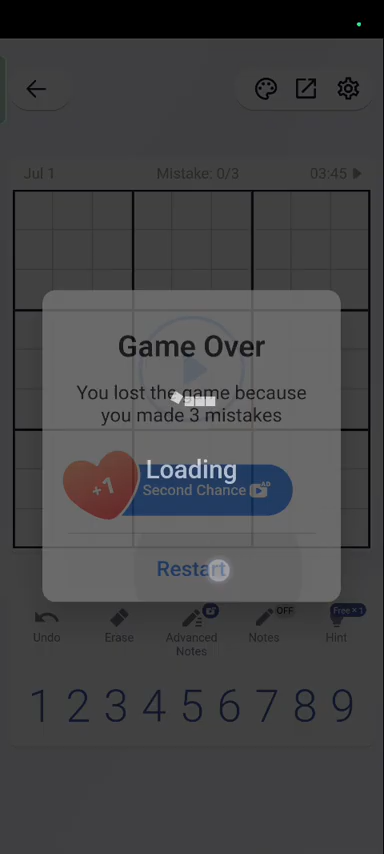 Jul 1 Mistake: 0/3 03:45
Game Over
You lost the game because
you made 3 mistakes
+1
Loading
Second Chance AD
Restart
OFF Free × 1
Undo Erase Advanced Notes Notes Hint
1 2 3 4 5 6 7 8 9